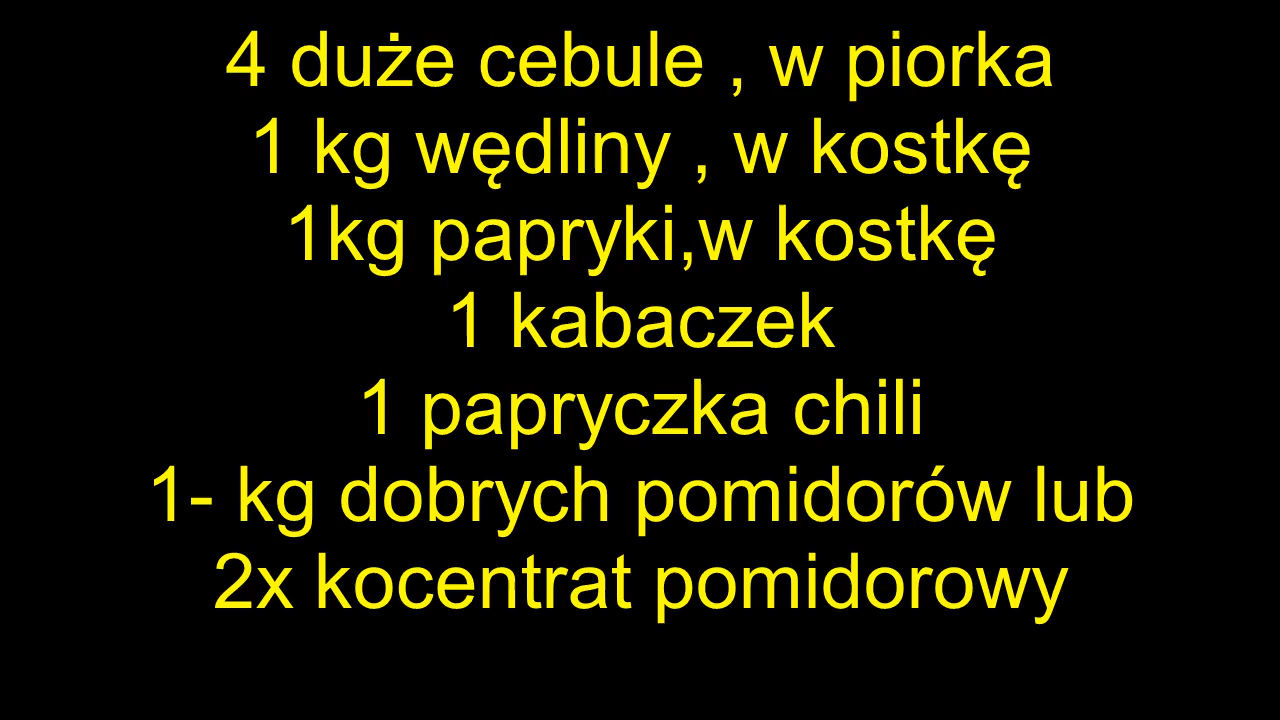 4 duże cebule , w piorka
1 kg wędliny , w kostkę
1kg papryki,w kostkę
1 kabaczek
1 papryczka chili
1- kg dobrych pomidorów lub
2x kocentrat pomidorowy